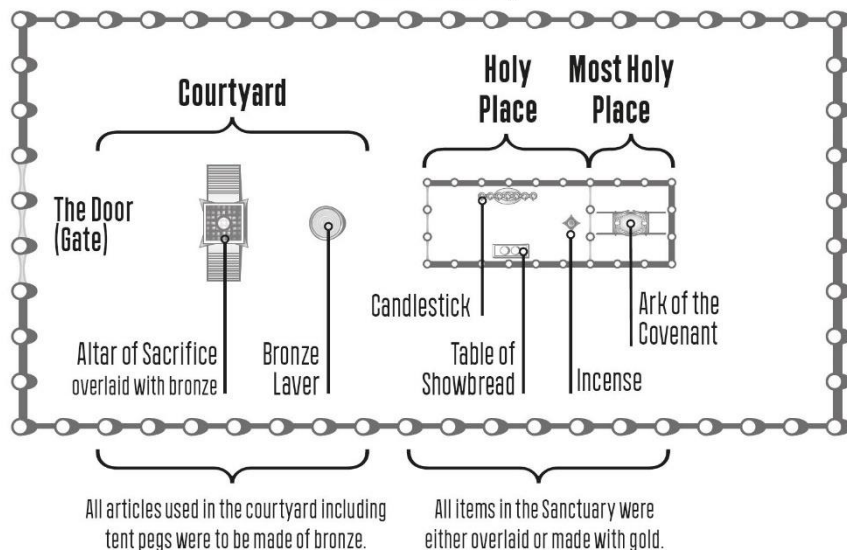 Courtyard
Holy
Place
Most Holy
Place
The Door
(Gate)
Altar of Sacrifice
overlaid with bronze
Bronze
Laver
Candlestick
Table of
Showbread
Incense
Ark of the
Covenant
All articles used in the courtyard including
tent pegs were to be made of bronze.
All items in the Sanctuary were
either overlaid or made with gold.